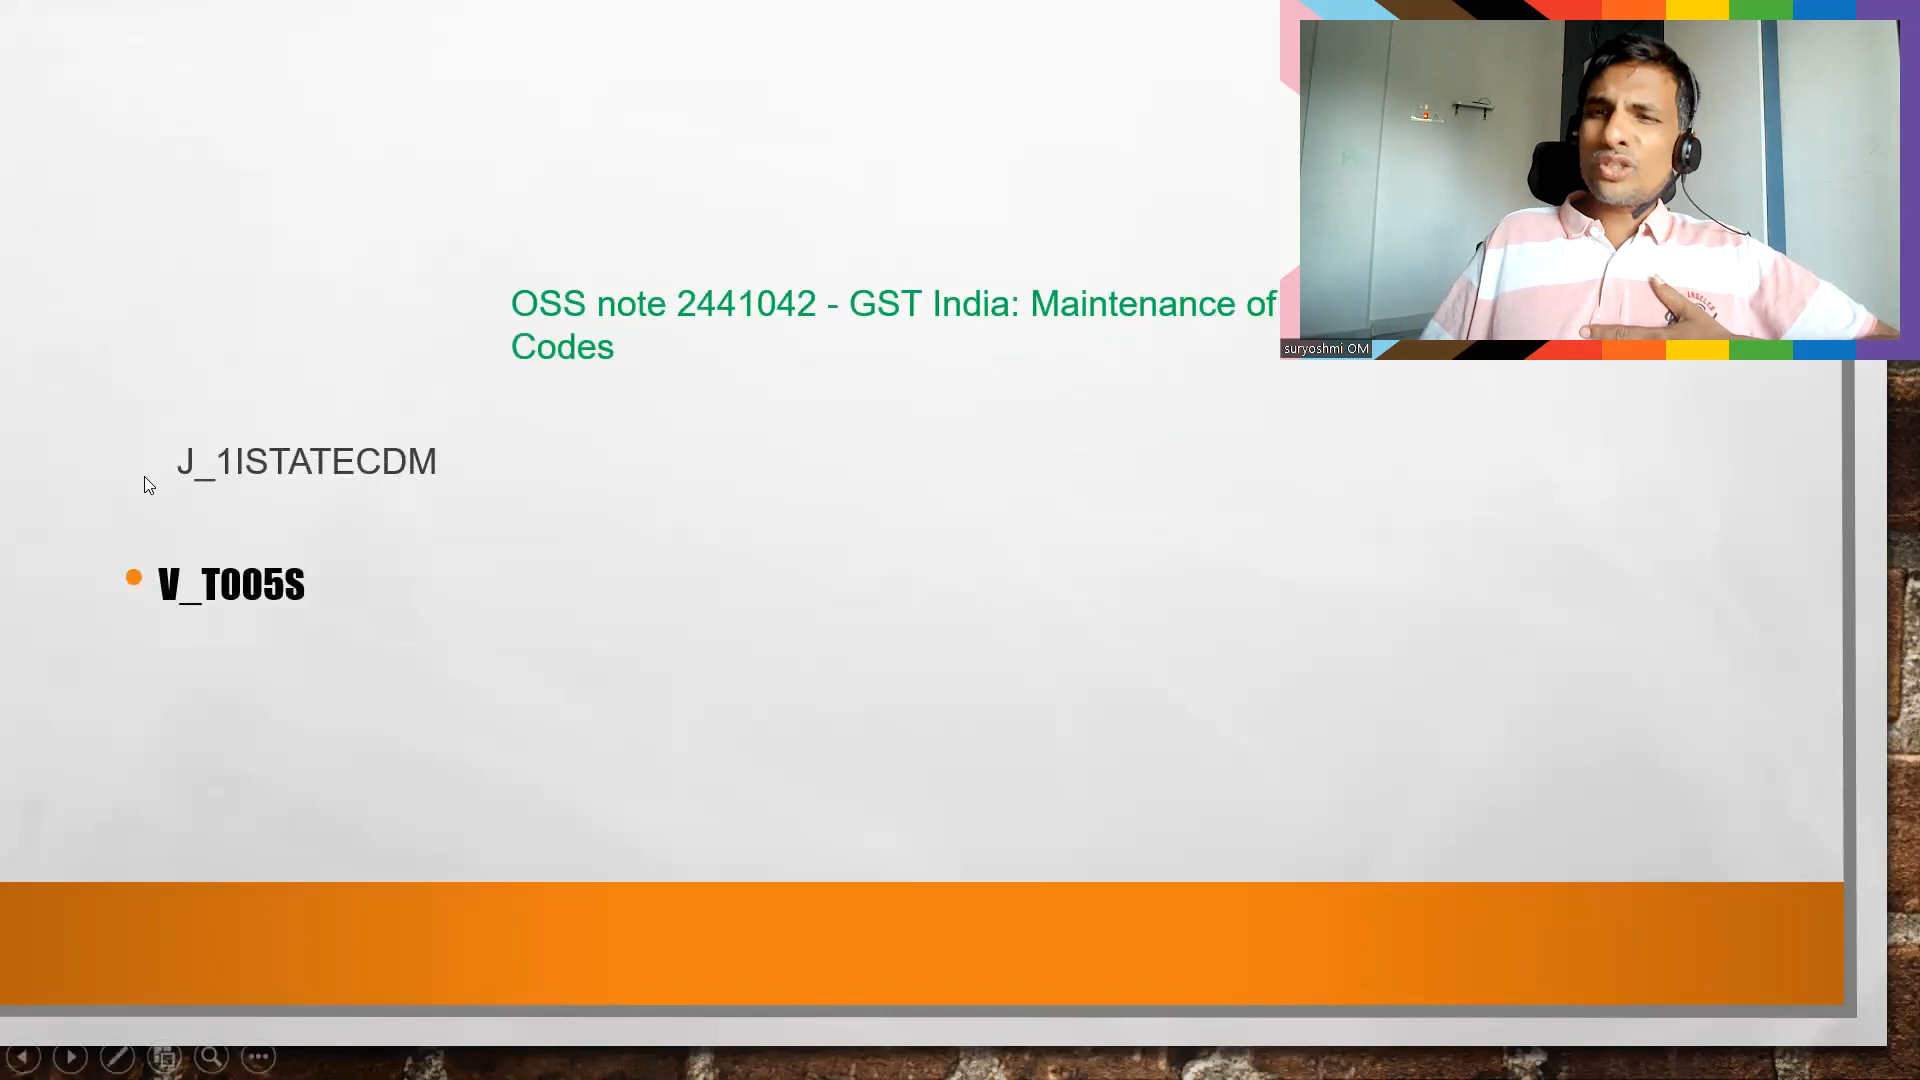 OSS note 2441042 - GST India: Maintenance of
Codes
suryoshmi OM
J_1ISTATECDM
V_T005S